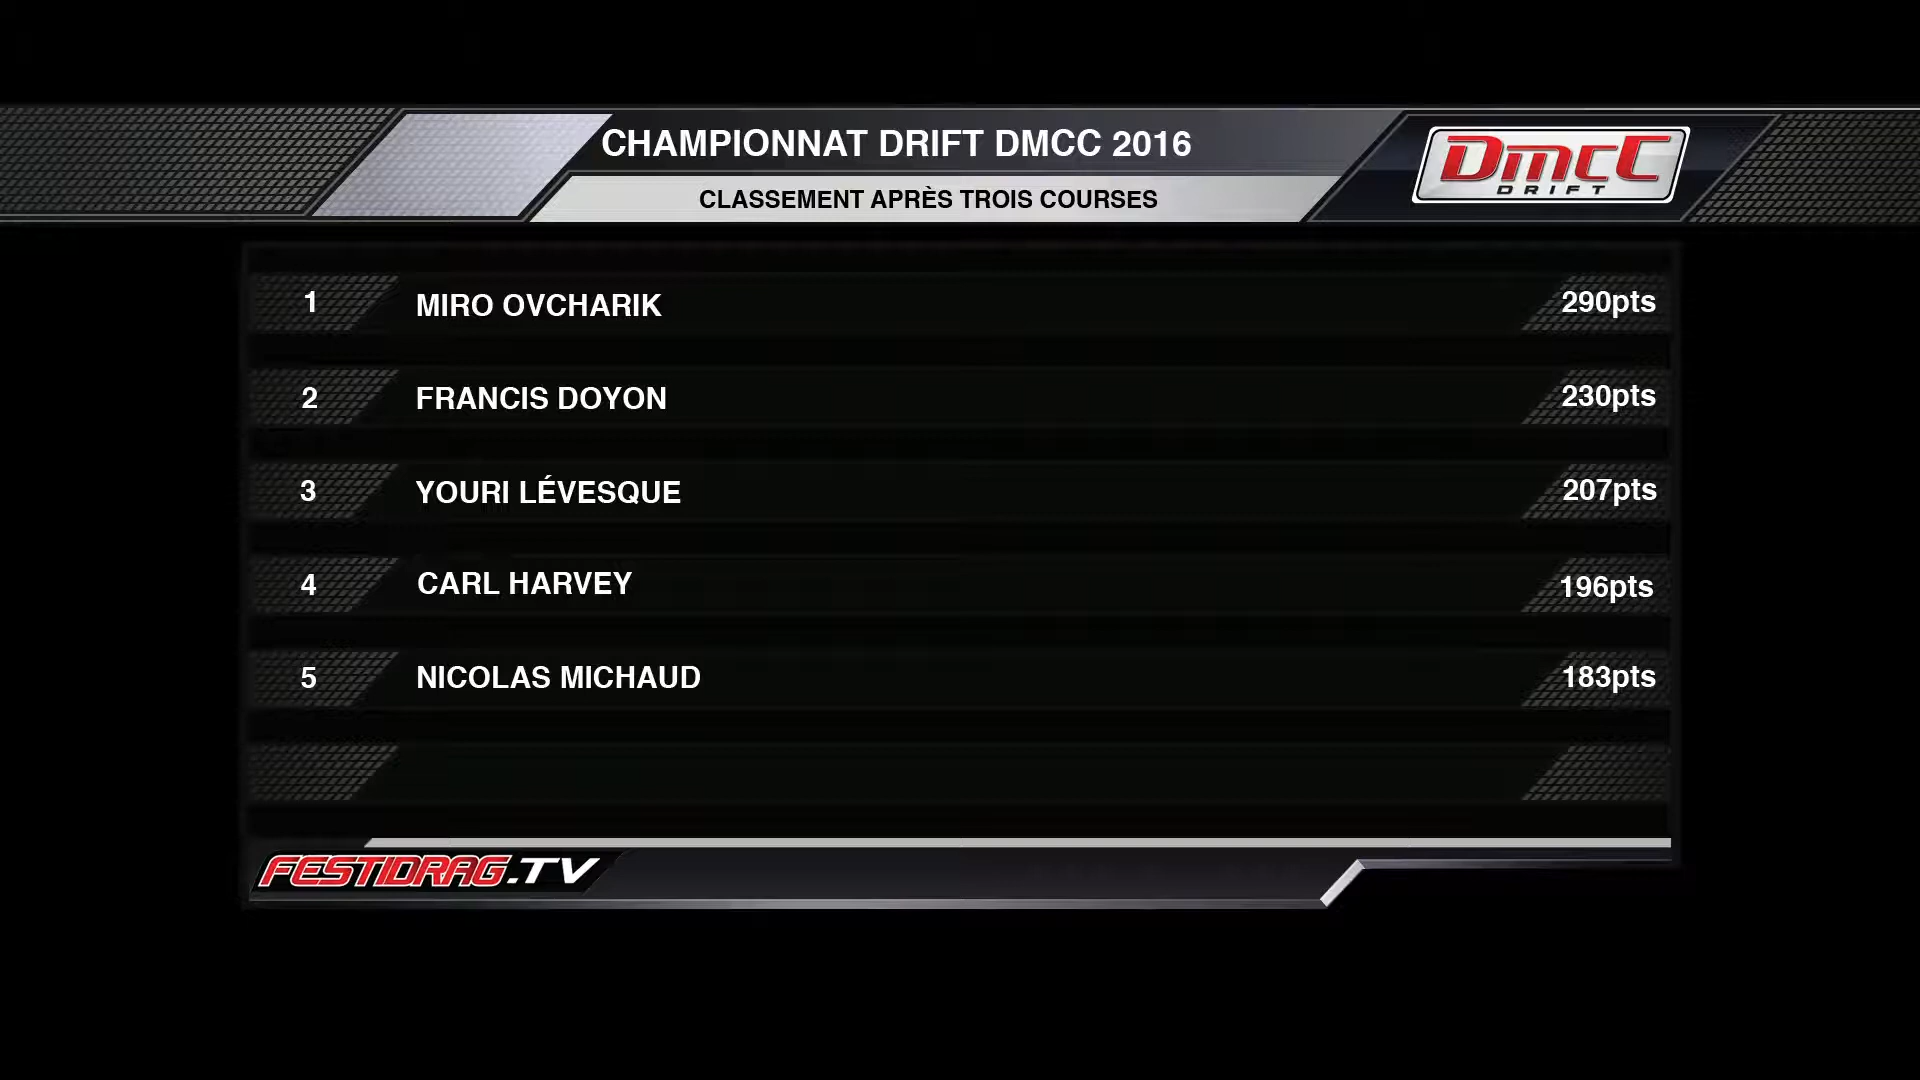 CHAMPIONNAT DRIFT DMCC 2016
DMCC
DRIFT
CLASSEMENT APRÈS TROIS COURSES
1 MIRO OVCHARIK 290pts
2 FRANCIS DOYON 230pts
3 YOURI LÉVESQUE 207pts
4 CARL HARVEY 196pts
5 NICOLAS MICHAUD 183pts
FESTIDRAG.TV